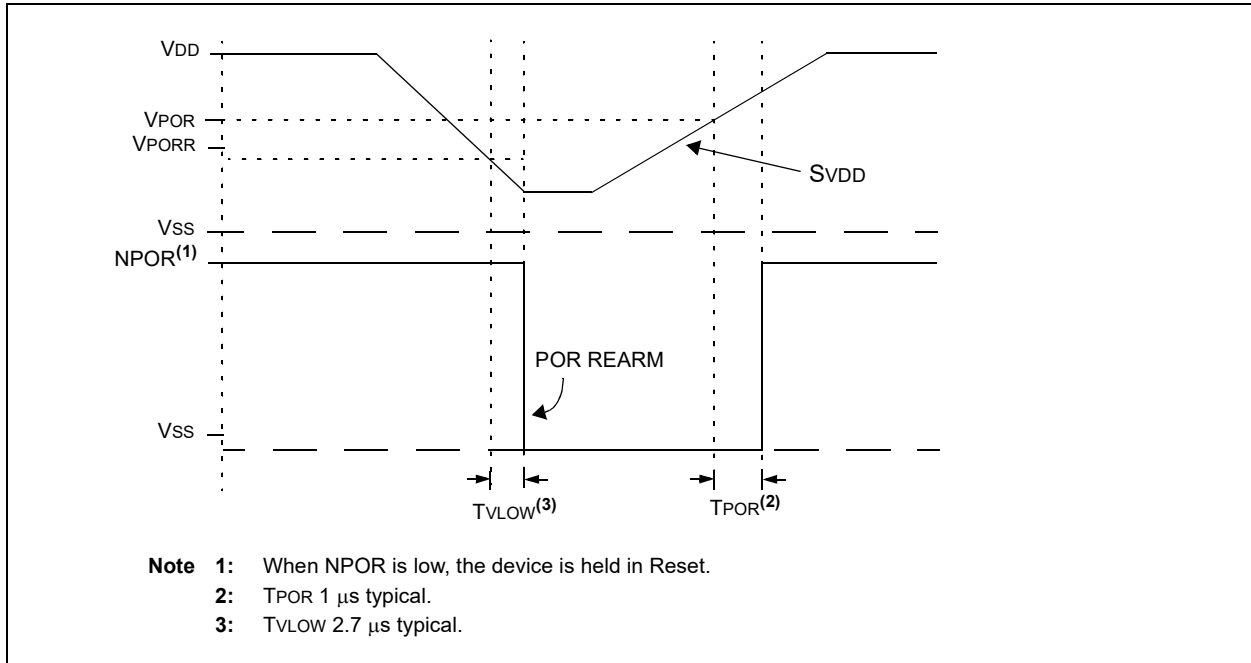 VDD
VPOR
VPORR
SVDD
VSS
NPOR(1)
POR REARM
VSS
TVLOW(3)
TPOR(2)
Note 1: When NPOR is low, the device is held in Reset.
2: TPOR 1 μs typical.
3: TVLOW 2.7 μs typical.